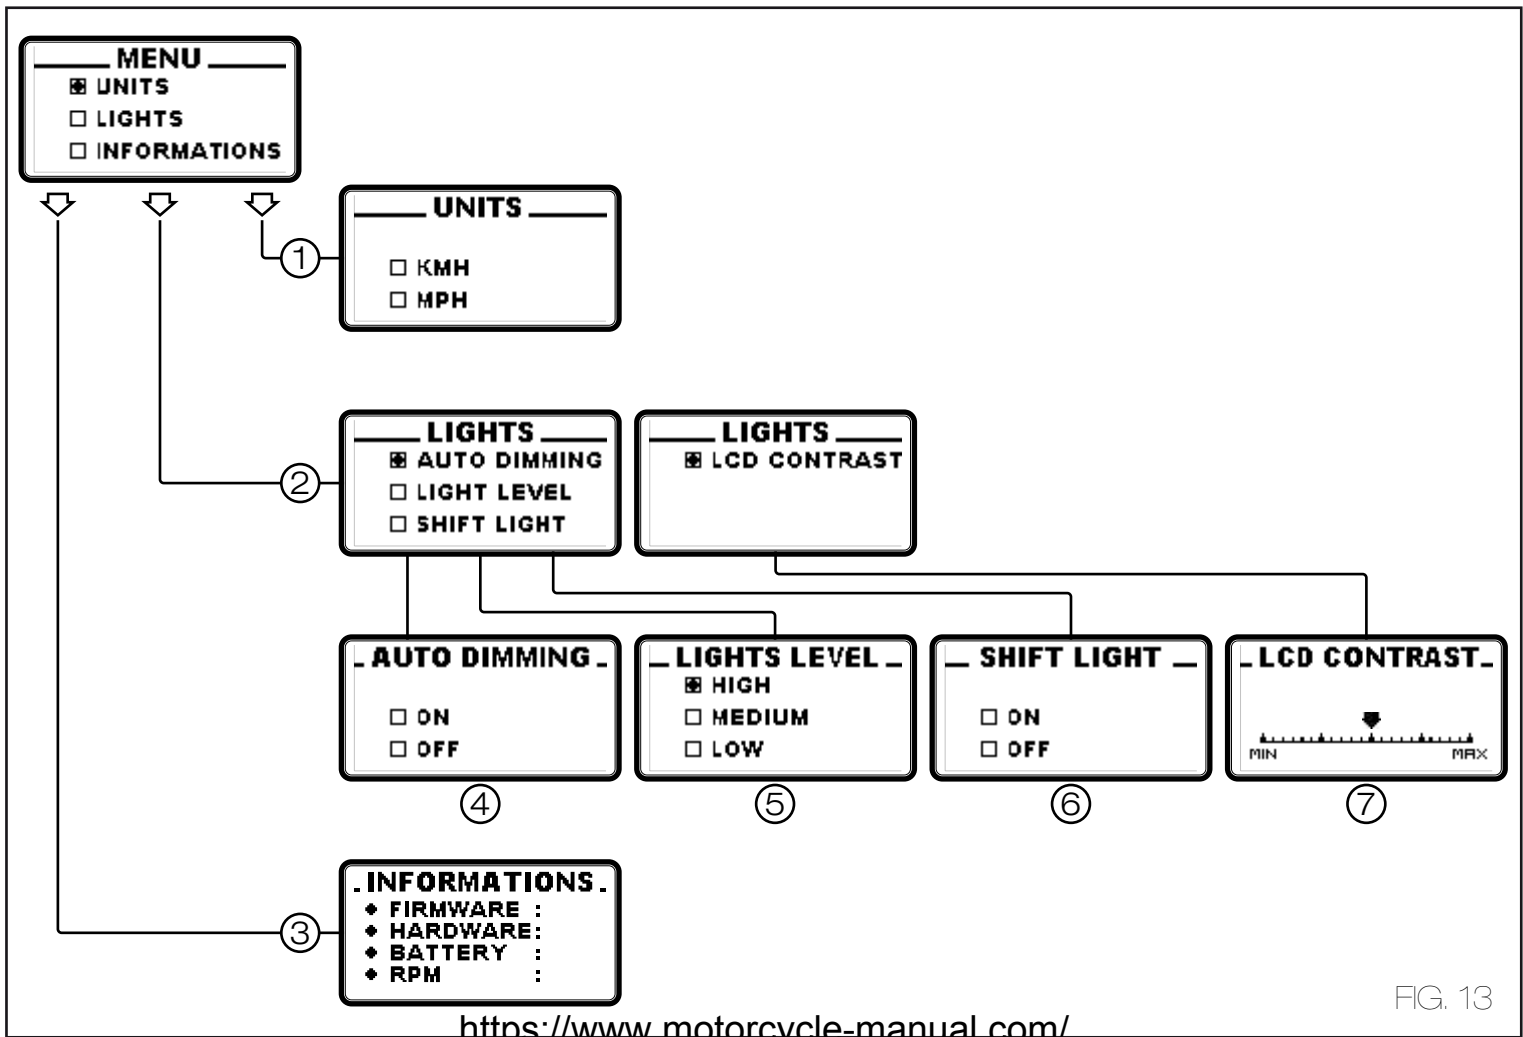 MENU
UNITS
LIGHTS
INFORMATIONS
1
UNITS
KMH
MPH
2
LIGHTS
AUTO DIMMING
LIGHT LEVEL
SHIFT LIGHT
LIGHTS
LCD CONTRAST
AUTO DIMMING
ON
OFF
4
LIGHTS LEVEL
HIGH
MEDIUM
LOW
5
SHIFT LIGHT
ON
OFF
6
LCD CONTRAST
MIN MAX
7
3
INFORMATIONS
FIRMWARE :
HARDWARE:
BATTERY :
RPM :
FIG. 13
https://www.motorcycle-manual.com/